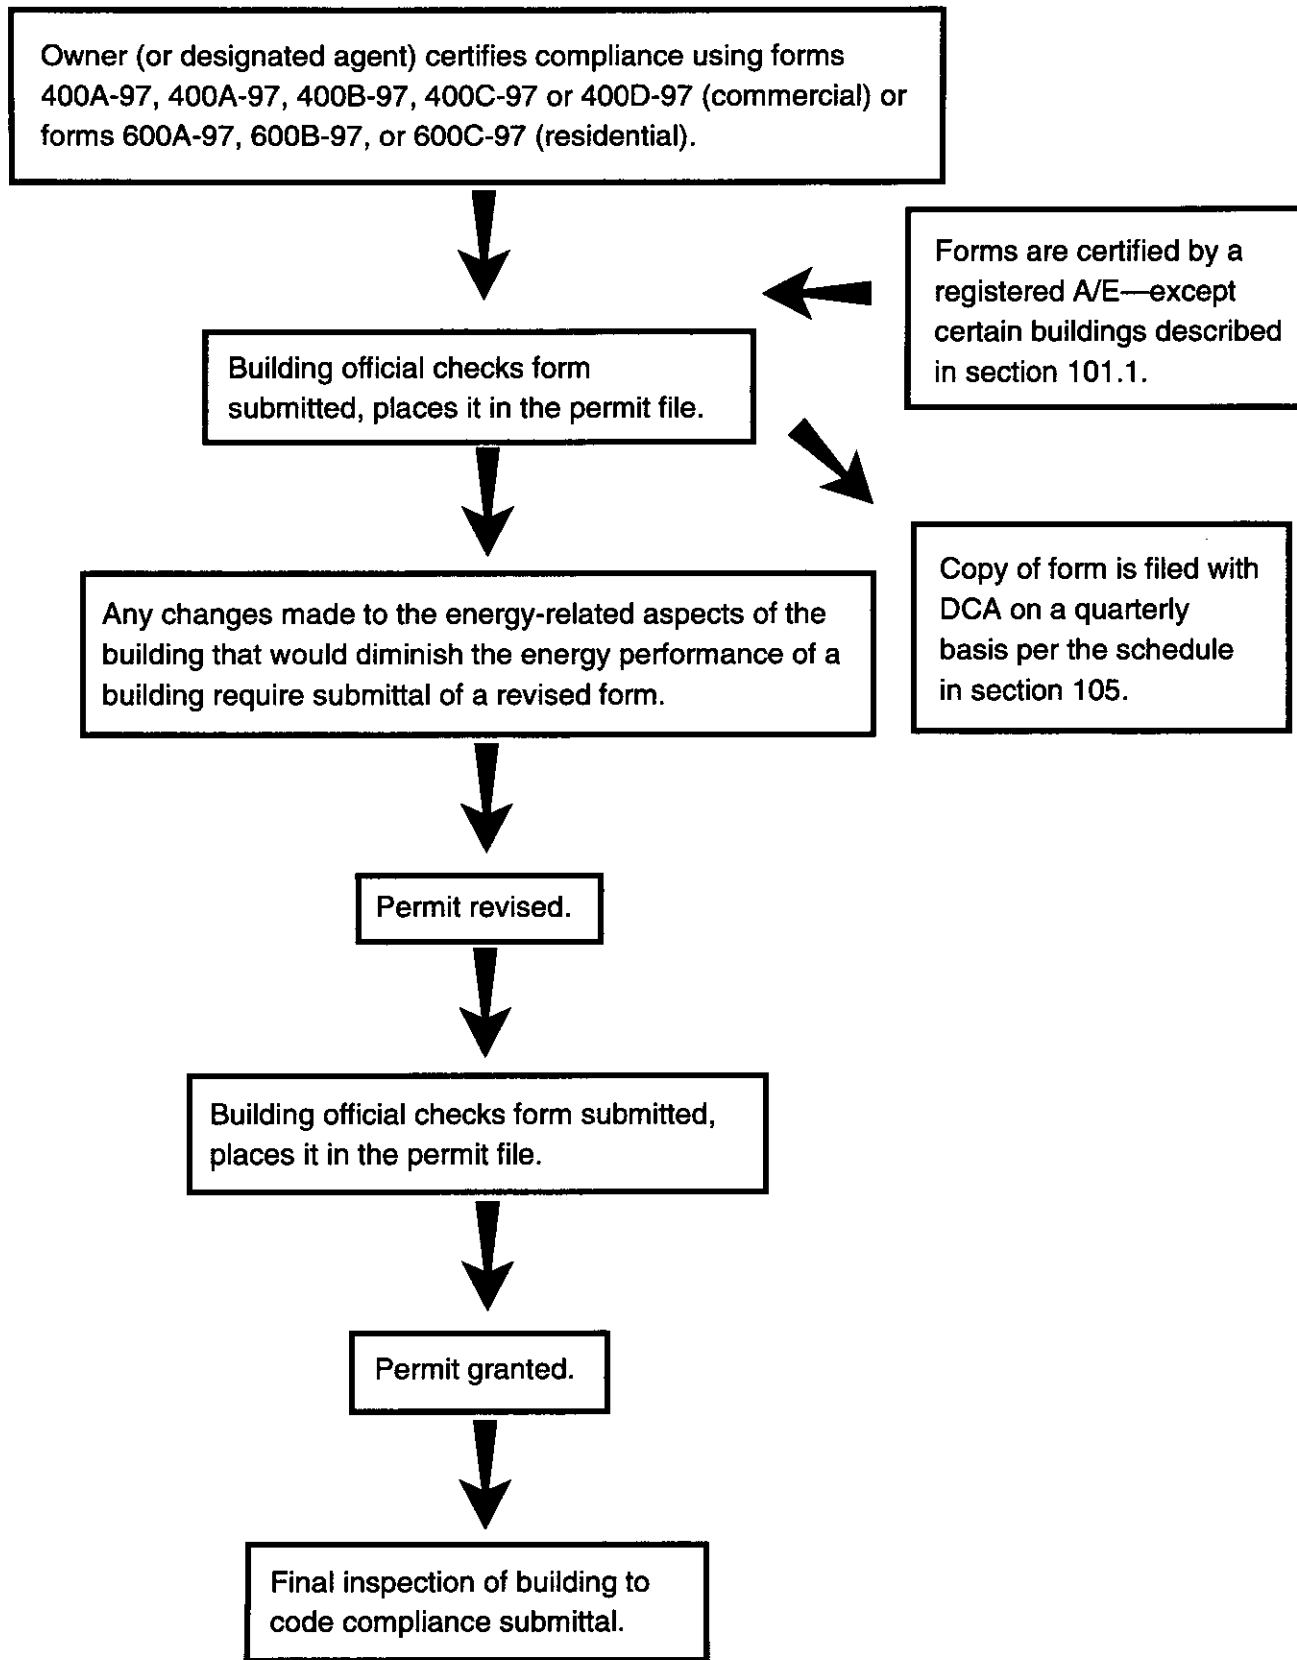 Owner (or designated agent) certifies compliance using forms
400A-97, 400A-97, 400B-97, 400C-97 or 400D-97 (commercial) or
forms 600A-97, 600B-97, or 600C-97 (residential).
Forms are certified by a
registered A/E—except
certain buildings described
in section 101.1.
Building official checks form
submitted, places it in the permit file.
Copy of form is filed with
DCA on a quarterly
basis per the schedule
in section 105.
Any changes made to the energy-related aspects of the
building that would diminish the energy performance of a
building require submittal of a revised form.
Permit revised.
Building official checks form submitted,
places it in the permit file.
Permit granted.
Final inspection of building to
code compliance submittal.